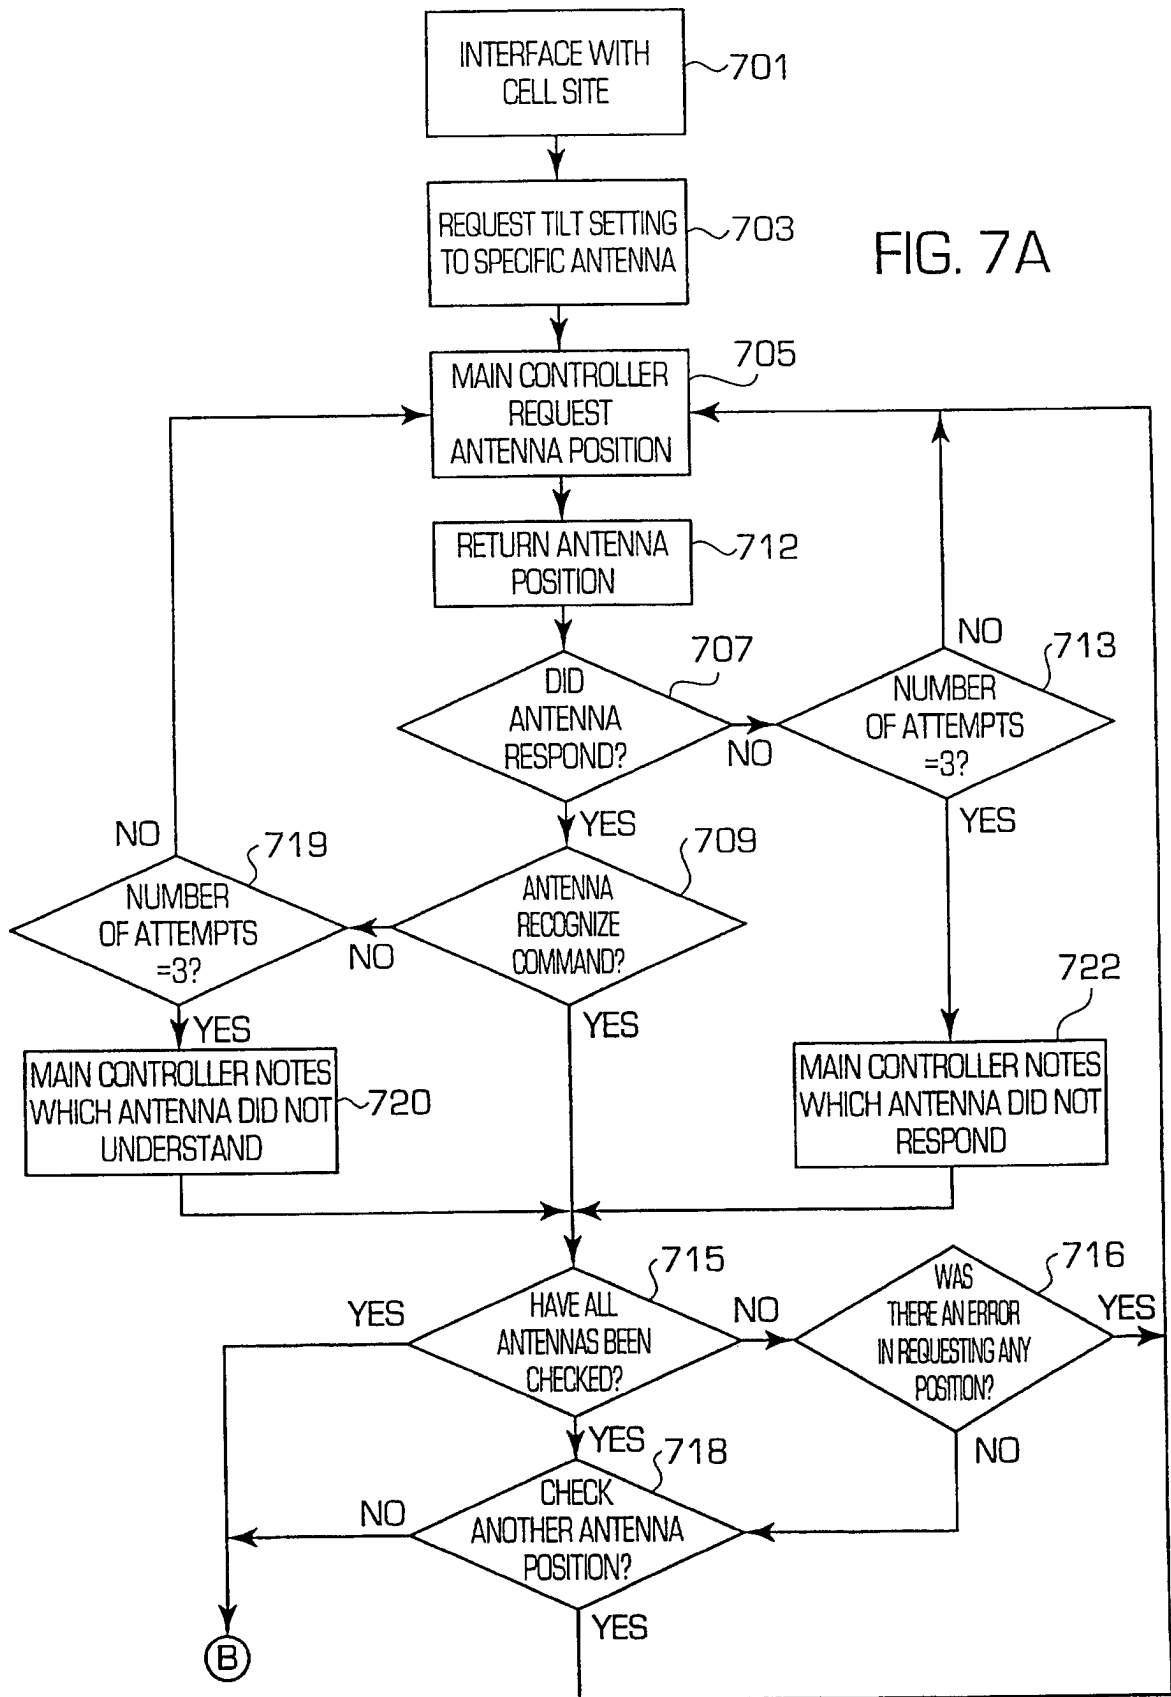 INTERFACE WITH
CELL SITE
701
REQUEST TILT SETTING
TO SPECIFIC ANTENNA
703
FIG. 7A
705
MAIN CONTROLLER
REQUEST
ANTENNA POSITION
RETURN ANTENNA
POSITION
712
707
DID
ANTENNA
RESPOND?
NO
YES
NO
713
NUMBER
OF ATTEMPTS
=3?
YES
709
ANTENNA
RECOGNIZE
COMMAND?
NO
YES
NO
719
NUMBER
OF ATTEMPTS
=3?
YES
MAIN CONTROLLER NOTES
WHICH ANTENNA DID NOT
UNDERSTAND
720
722
MAIN CONTROLLER NOTES
WHICH ANTENNA DID NOT
RESPOND
715
YES
HAVE ALL
ANTENNAS BEEN
CHECKED?
NO
YES
716
WAS
THERE AN ERROR
IN REQUESTING ANY
POSITION?
YES
NO
718
NO
CHECK
ANOTHER ANTENNA
POSITION?
YES
B